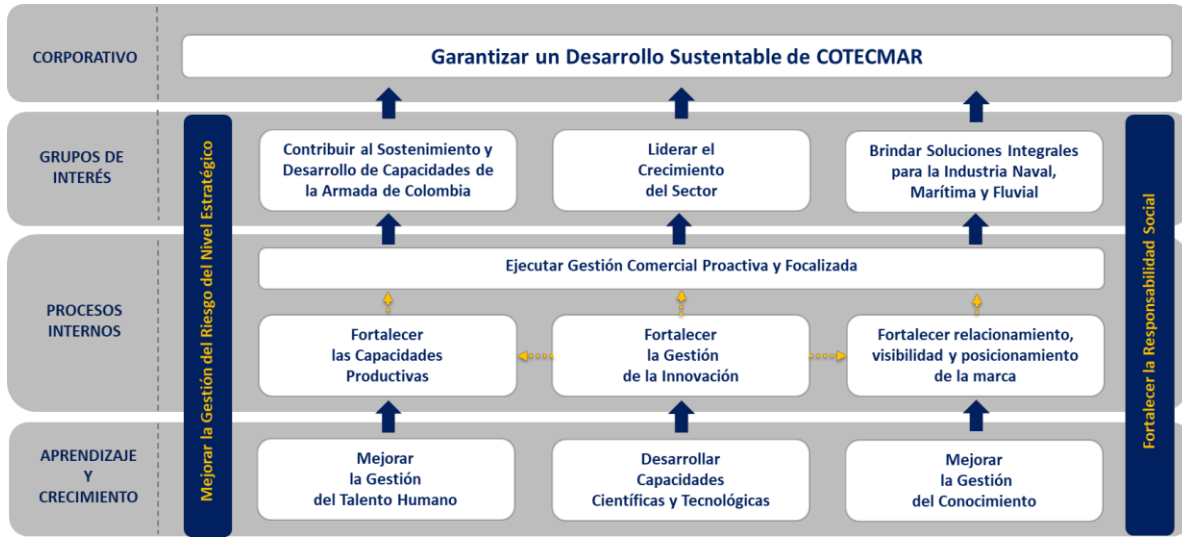 CORPORATIVO
Garantizar un Desarrollo Sustentable de COTECMAR
Mejorar la Gestión del Riesgo del Nivel Estratégico
GRUPOS DE
INTERÉS
Contribuir al Sostenimiento y
Desarrollo de Capacidades de
la Armada de Colombia
Liderar el
Crecimiento
del Sector
Brindar Soluciones Integrales
para la Industria Naval,
Marítima y Fluvial
Fortalecer la Responsabilidad Social
PROCESOS
INTERNOS
Ejecutar Gestión Comercial Proactiva y Focalizada
Fortalecer
las Capacidades
Productivas
Fortalecer
la Gestión
de la Innovación
Fortalecer relacionamiento,
visibilidad y posicionamiento
de la marca
APRENDIZAJE
Y
CRECIMIENTO
Mejorar
la Gestión
del Talento Humano
Desarrollar
Capacidades
Científicas y Tecnológicas
Mejorar
la Gestión
del Conocimiento